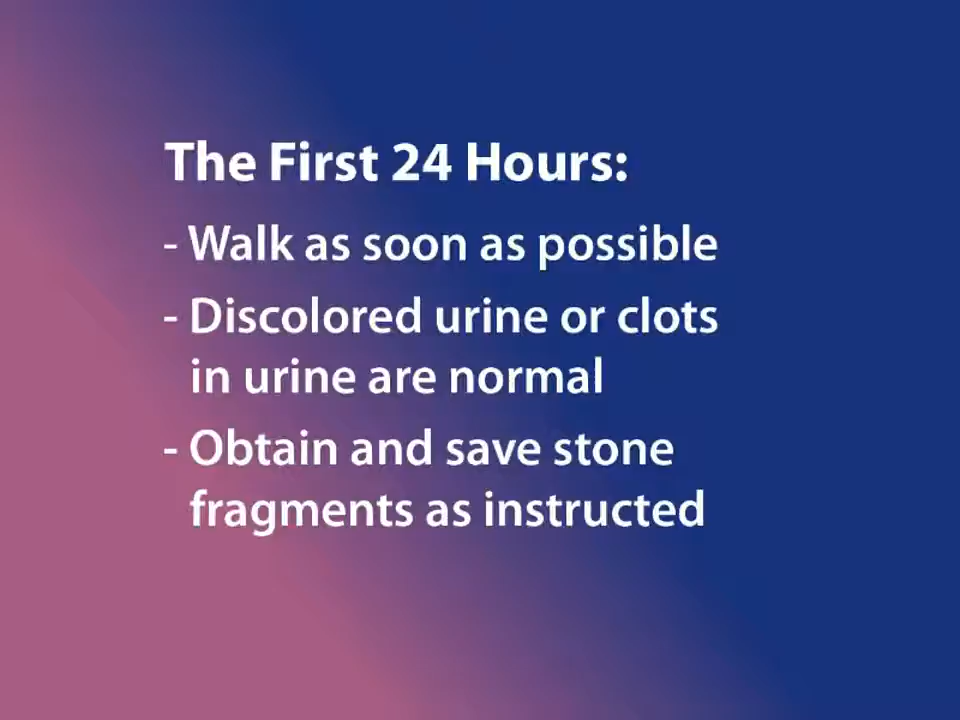 The First 24 Hours:
- Walk as soon as possible
- Discolored urine or clots
in urine are normal
- Obtain and save stone
fragments as instructed